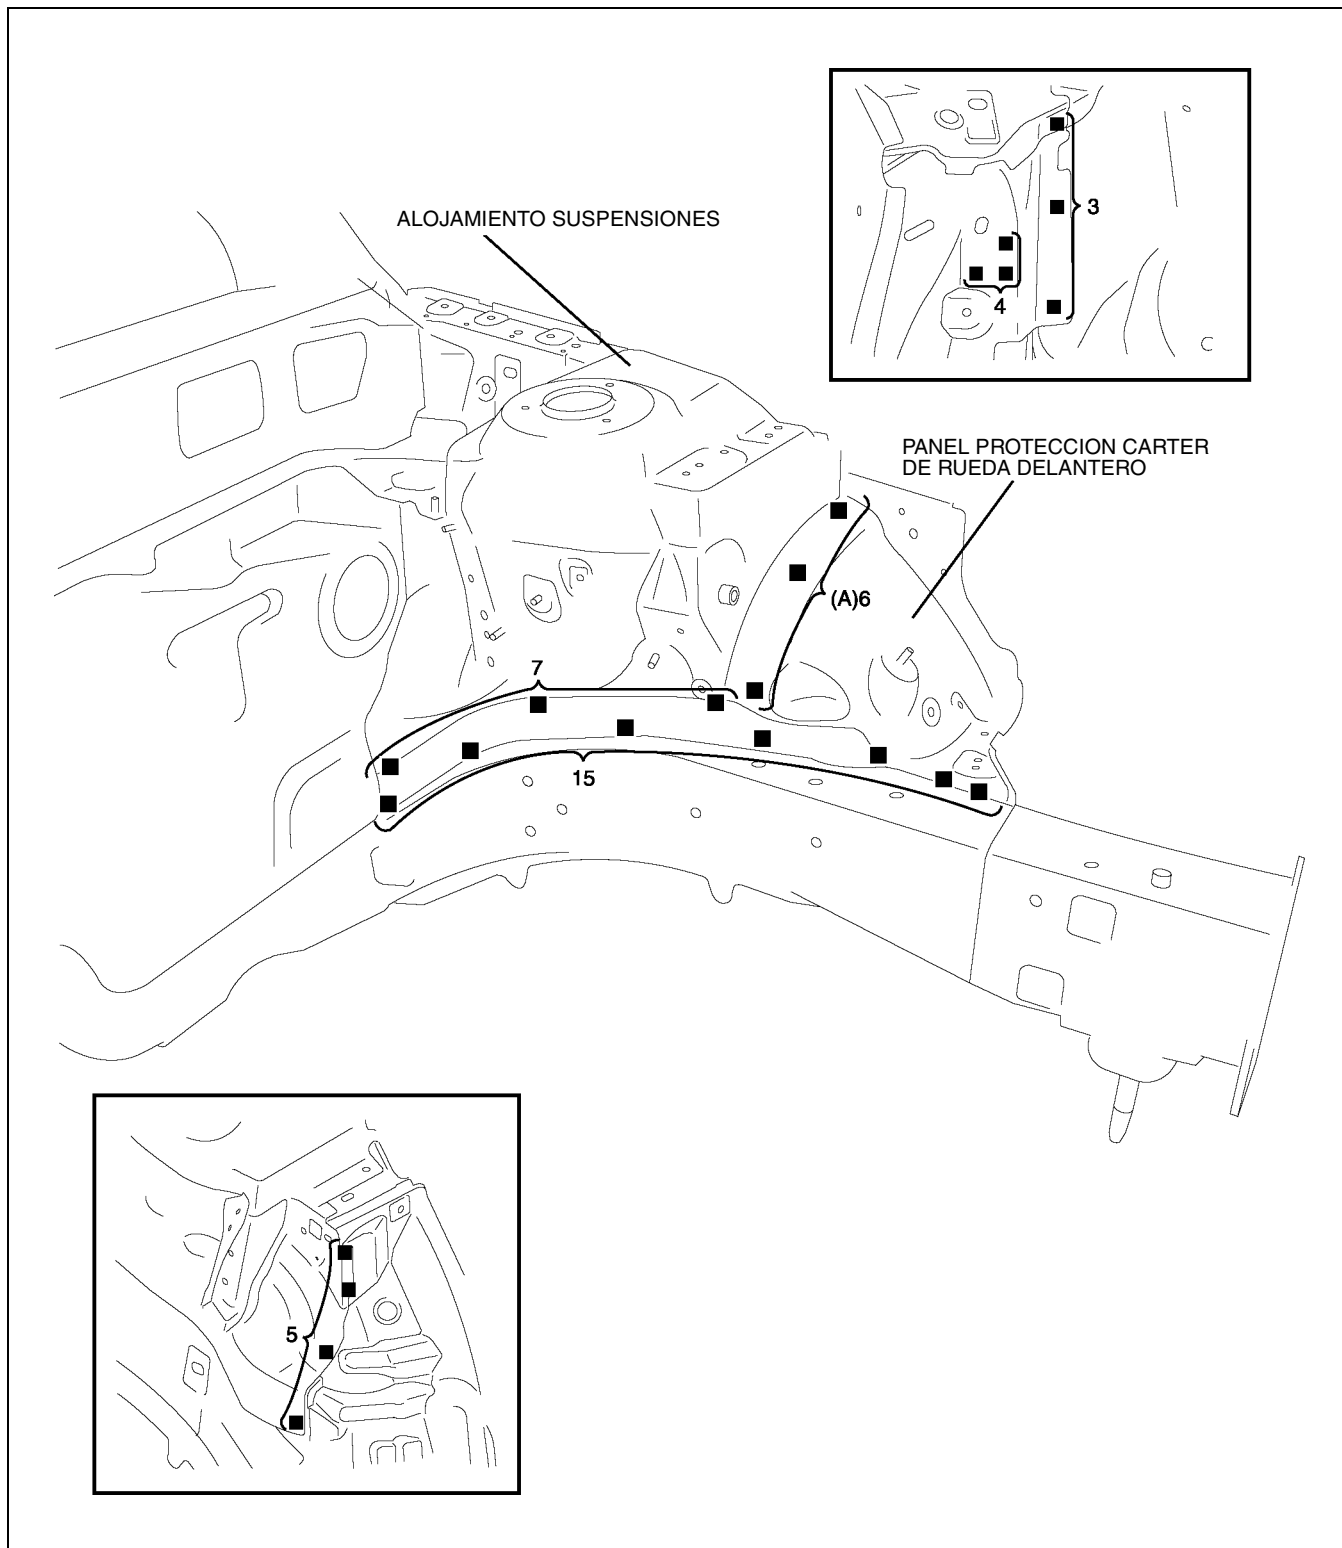 3
4
ALOJAMIENTO SUSPENSIONES
PANEL PROTECCION CARTER
DE RUEDA DELANTERO
(A)6
7
15
5